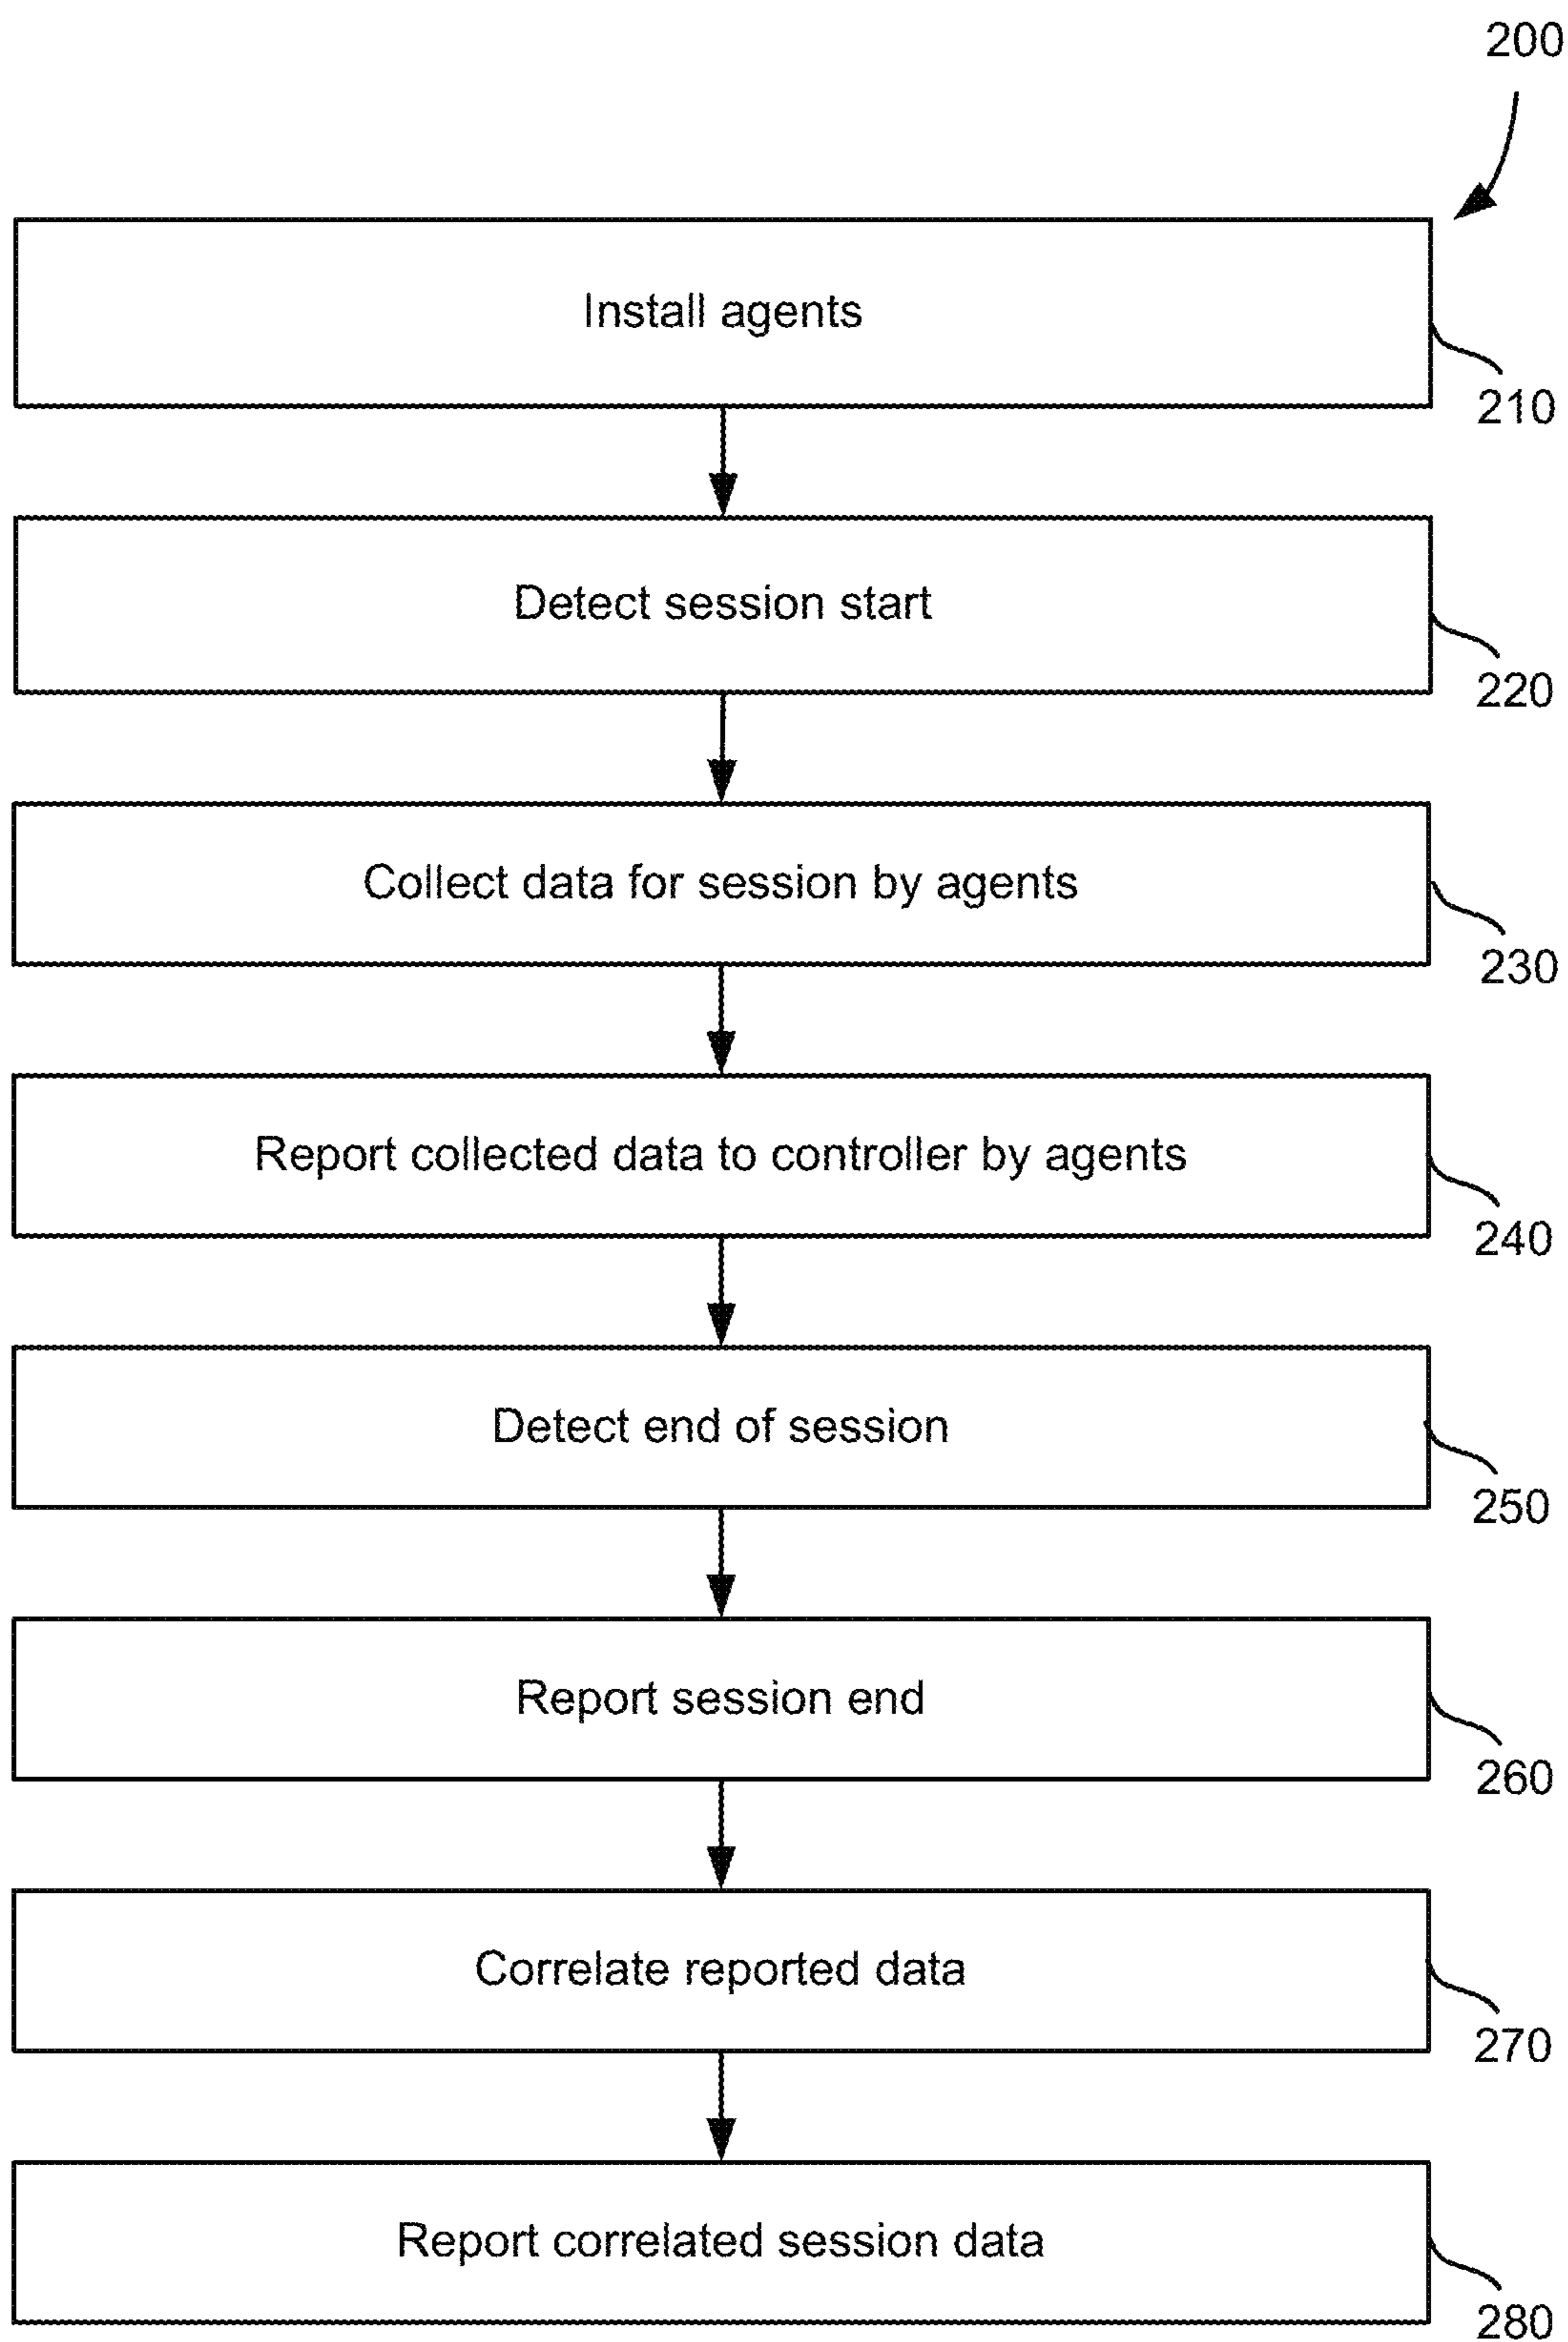 200
Install agents
210
Detect session start
220
Collect data for session by agents
230
Report collected data to controller by agents
240
Detect end of session
250
Report session end
260
Correlate reported data
270
Report correlated session data
280